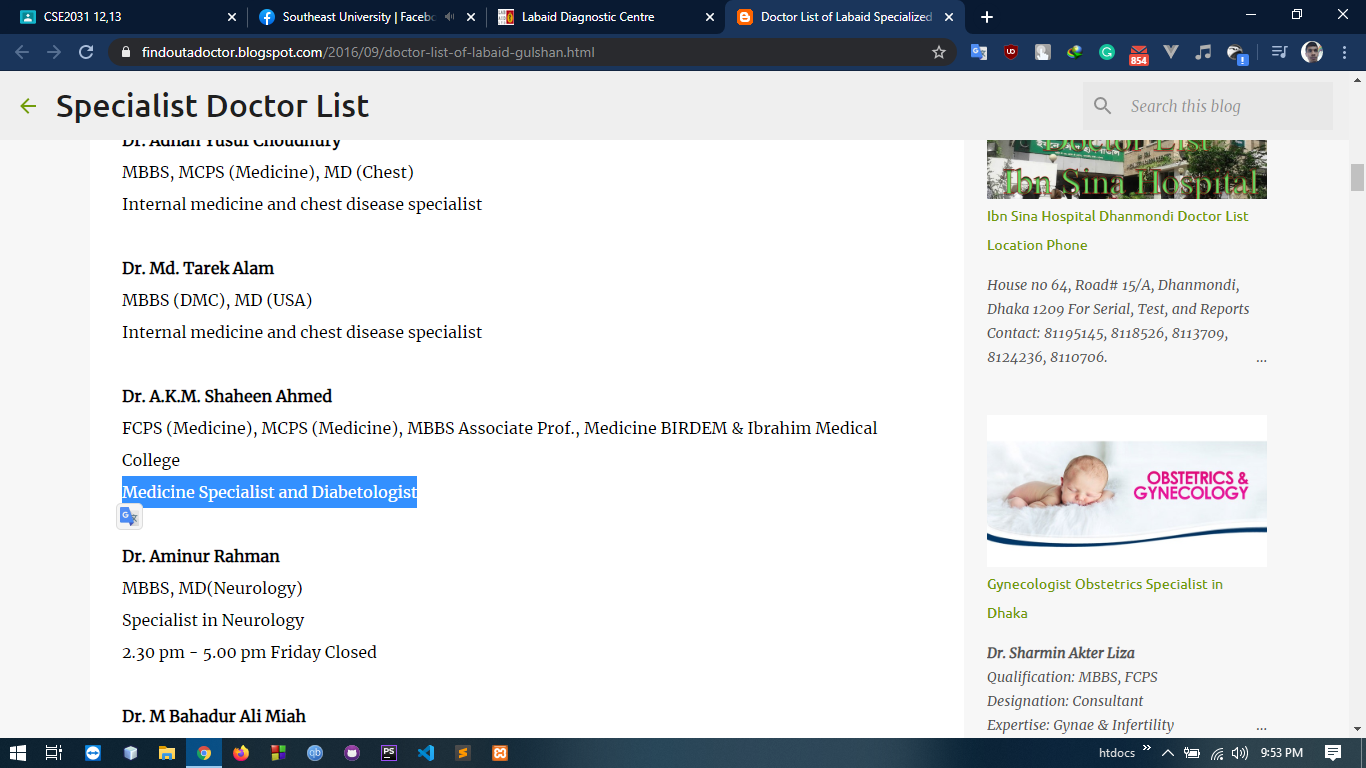 CSE2031 12,13
Southeast University | Facebo
Labaid Diagnostic Centre
Doctor List of Labaid Specialized
findoutadoctor.blogspot.com/2016/09/doctor-list-of-labaid-gulshan.html
854
Specialist Doctor List
Search this blog
Dr. Adnan Yusuf Choudhury
MBBS, MCPS (Medicine), MD (Chest)
Internal medicine and chest disease specialist
Dr. Md. Tarek Alam
MBBS (DMC), MD (USA)
Internal medicine and chest disease specialist
Dr. A.K.M. Shaheen Ahmed
FCPS (Medicine), MCPS (Medicine), MBBS Associate Prof., Medicine BIRDEM & Ibrahim Medical
College
Medicine Specialist and Diabetologist
Dr. Aminur Rahman
MBBS, MD(Neurology)
Specialist in Neurology
2.30 pm - 5.00 pm Friday Closed
Dr. M Bahadur Ali Miah
Doctor List
Ibn Sina Hospital
Ibn Sina Hospital Dhanmondi Doctor List
Location Phone
House no 64, Road# 15/A, Dhanmondi,
Dhaka 1209 For Serial, Test, and Reports
Contact: 81195145, 8118526, 8113709,
8124236, 8110706.
...
OBSTETRICS &
GYNECOLOGY
Gynecologist Obstetrics Specialist in
Dhaka
Dr. Sharmin Akter Liza
Qualification: MBBS, FCPS
Designation: Consultant
Expertise: Gynae & Infertility
...
htdocs
9:53 PM